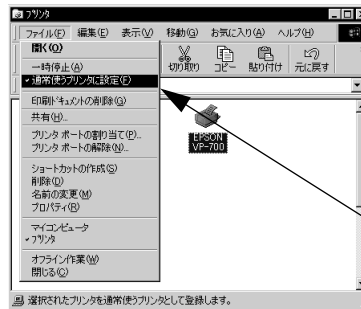 プリンタ
ファイル(F) 編集(E) 表示(V) 移動(G) お気に入り(A) ヘルプ(H)
開く(O)
一時停止(A)
通常使うプリンタに設定(F)
印刷ドキュメントの削除(G)
共有(H)...
プリンタ ポートの割り当て(P)...
プリンタ ポートの解除(N)...
ショートカットの作成(S)
削除(D)
名前の変更(M)
プロパティ(R)
マイコンピュータ
プリンタ
オフライン作業(W)
閉じる(C)
切り取り コピー 貼り付け 元に戻す
EPSON
VP-700
選択されたプリンタを通常使うプリンタとして登録します。